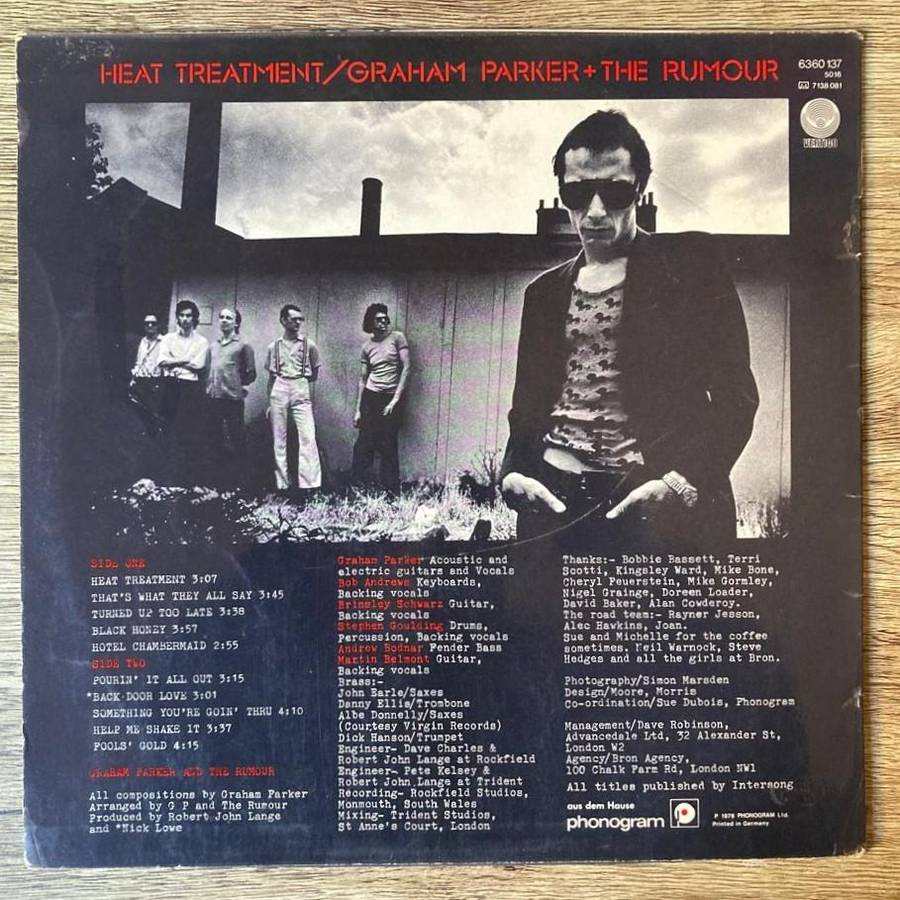 HEAT TREATMENT/GRAHAM PARKER+THE RUMOUR
6360 137
5016
7138 081
VERTIGO
SIDE ONE
HEAT TREATMENT 3:07
THAT'S WHAT THEY ALL SAY 3:45
TURNED UP TOO LATE 3:38
BLACK HONEY 3:57
HOTEL CHAMBERMAID 2:55
SIDE TWO
POURIN' IT ALL OUT 3:15
*BACK DOOR LOVE 3:01
SOMETHING YOU'RE GOIN' THRU 4:10
HELP ME SHAKE IT 3:37
FOOLS' GOLD 4:15
GRAHAM PARKER AND THE RUMOUR
All compositions by Graham Parker
Arranged by G P and The Rumour
Produced by Robert John Lange
and *Nick Lowe
Graham Parker Acoustic and
electric guitars and Vocals
Bob Andrews Keyboards,
Backing vocals
Brinsley Schwarz Guitar,
Backing vocals
Stephen Goulding Drums,
Percussion, Backing vocals
Andrew Bodnar Fender Bass
Martin Belmont Guitar,
Backing vocals
Brass:-
John Earle/Saxes
Danny Ellis/Trombone
Albe Donnelly/Saxes
(Courtesy Virgin Records)
Dick Hanson/Trumpet
Engineer- Dave Charles &
Robert John Lange at Rockfield
Engineer- Pete Kelsey &
Robert John Lange at Trident
Recording- Rockfield Studios,
Monmouth, South Wales
Mixing- Trident Studios,
St Anne's Court, London
Thanks:- Bobbie Bassett, Terri
Scotti, Kingsley Ward, Mike Bone,
Cheryl Feuerstein, Mike Gormley,
Nigel Grainge, Doreen Loader,
David Baker, Alan Cowderoy.
The road team:- Rayner Jesson,
Alec Hawkins, Joan.
Sue and Michelle for the coffee
sometimes. Neil Warnock, Steve
Hedges and all the girls at Bron.
Photography/Simon Marsden
Design/Moore, Morris
Co-ordination/Sue Dubois, Phonogram
Management/Dave Robinson,
Advancedale Ltd, 32 Alexander St,
London W2
Agency/Bron Agency,
100 Chalk Farm Rd, London NW1
All titles published by Intersong
aus dem Hause
phonogram
P 1976 PHONOGRAM Ltd.
Printed in Germany